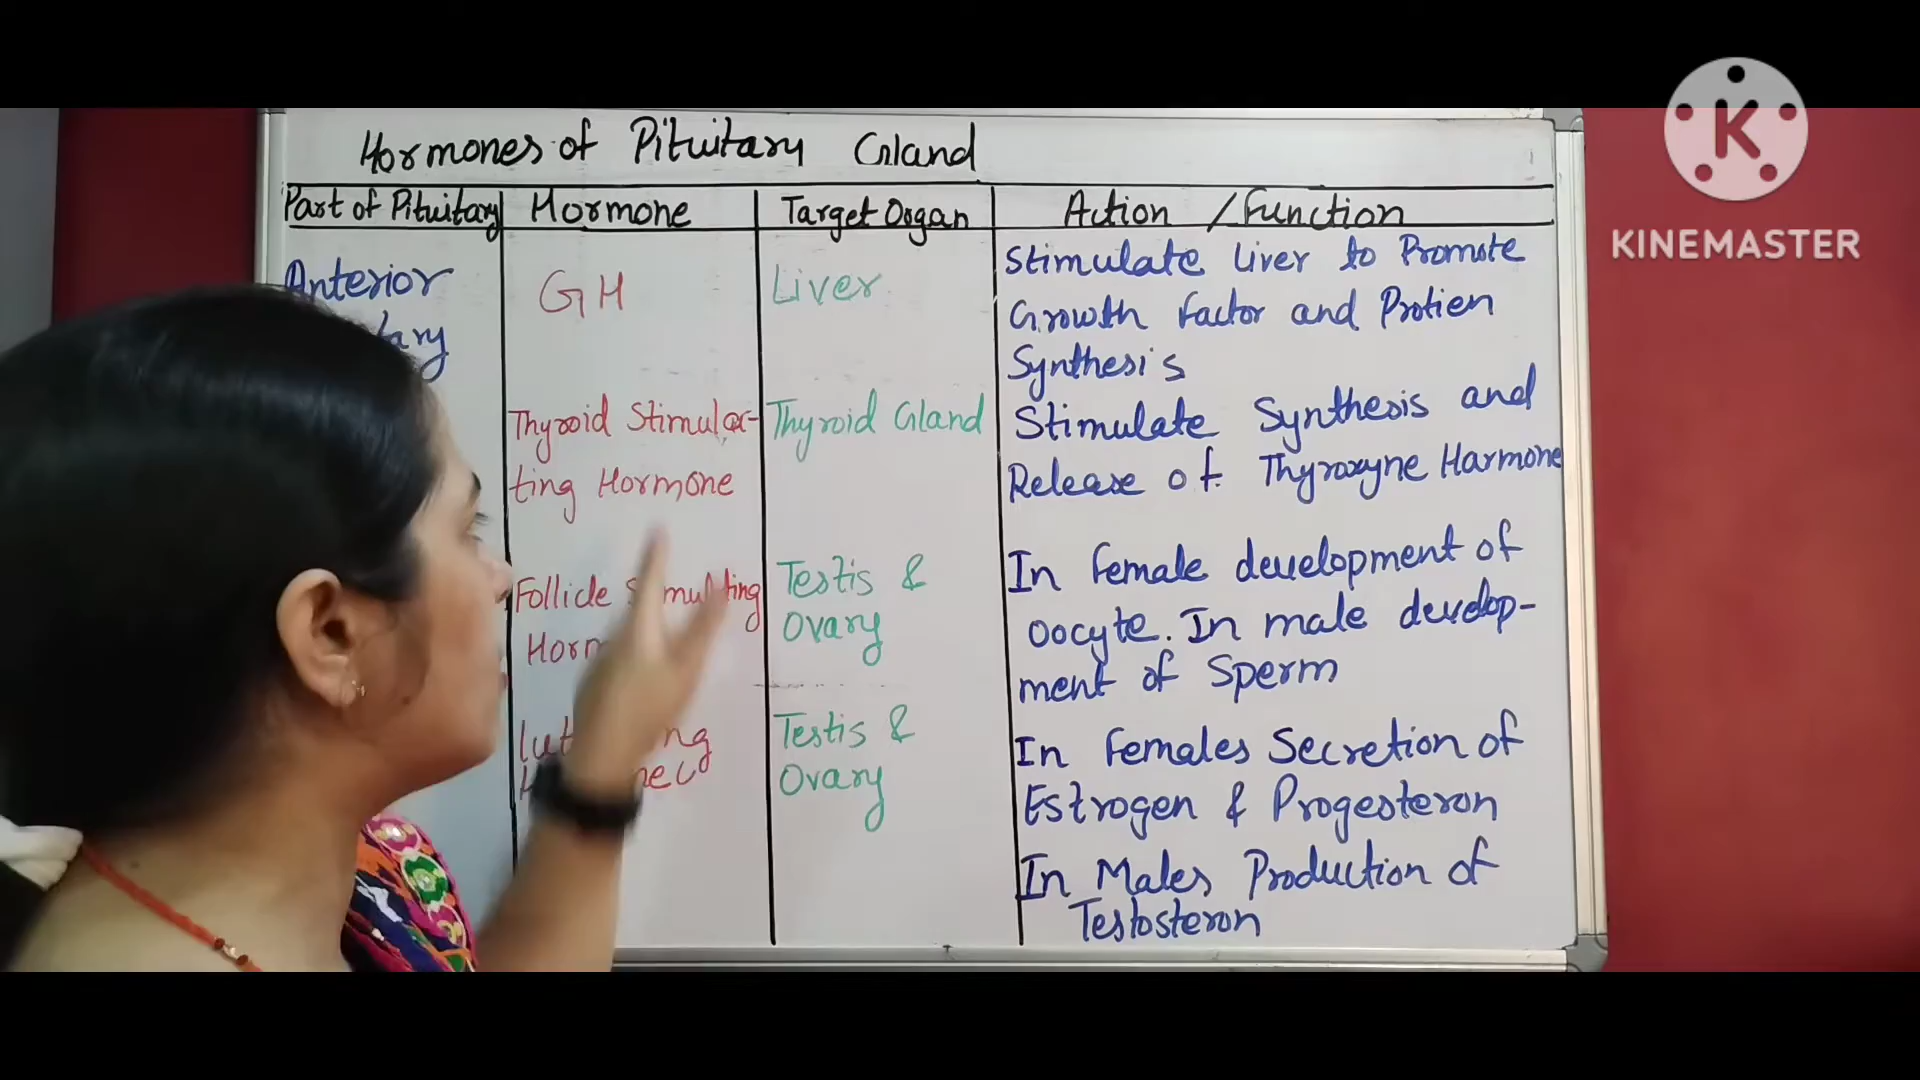 Hormones of Pituitary Gland
Part of Pituitary Hormone Target Organ Action / Function
Anterior
GH
Liver
Stimulate Liver to Promote
Growth factor and Protien
Synthesis
Thyroid Stimula-
ting Hormone
Thyroid Gland
Stimulate Synthesis and
Release of Thyroxyne Harmone
Follicle
Testis &
Ovary
In Female development of
Oocyte. In male develop-
ment of Sperm
Testis &
Ovary
In Females Secretion of
Estrogen & Progesteron
In Males Production of
Testosteron
KINEMASTER